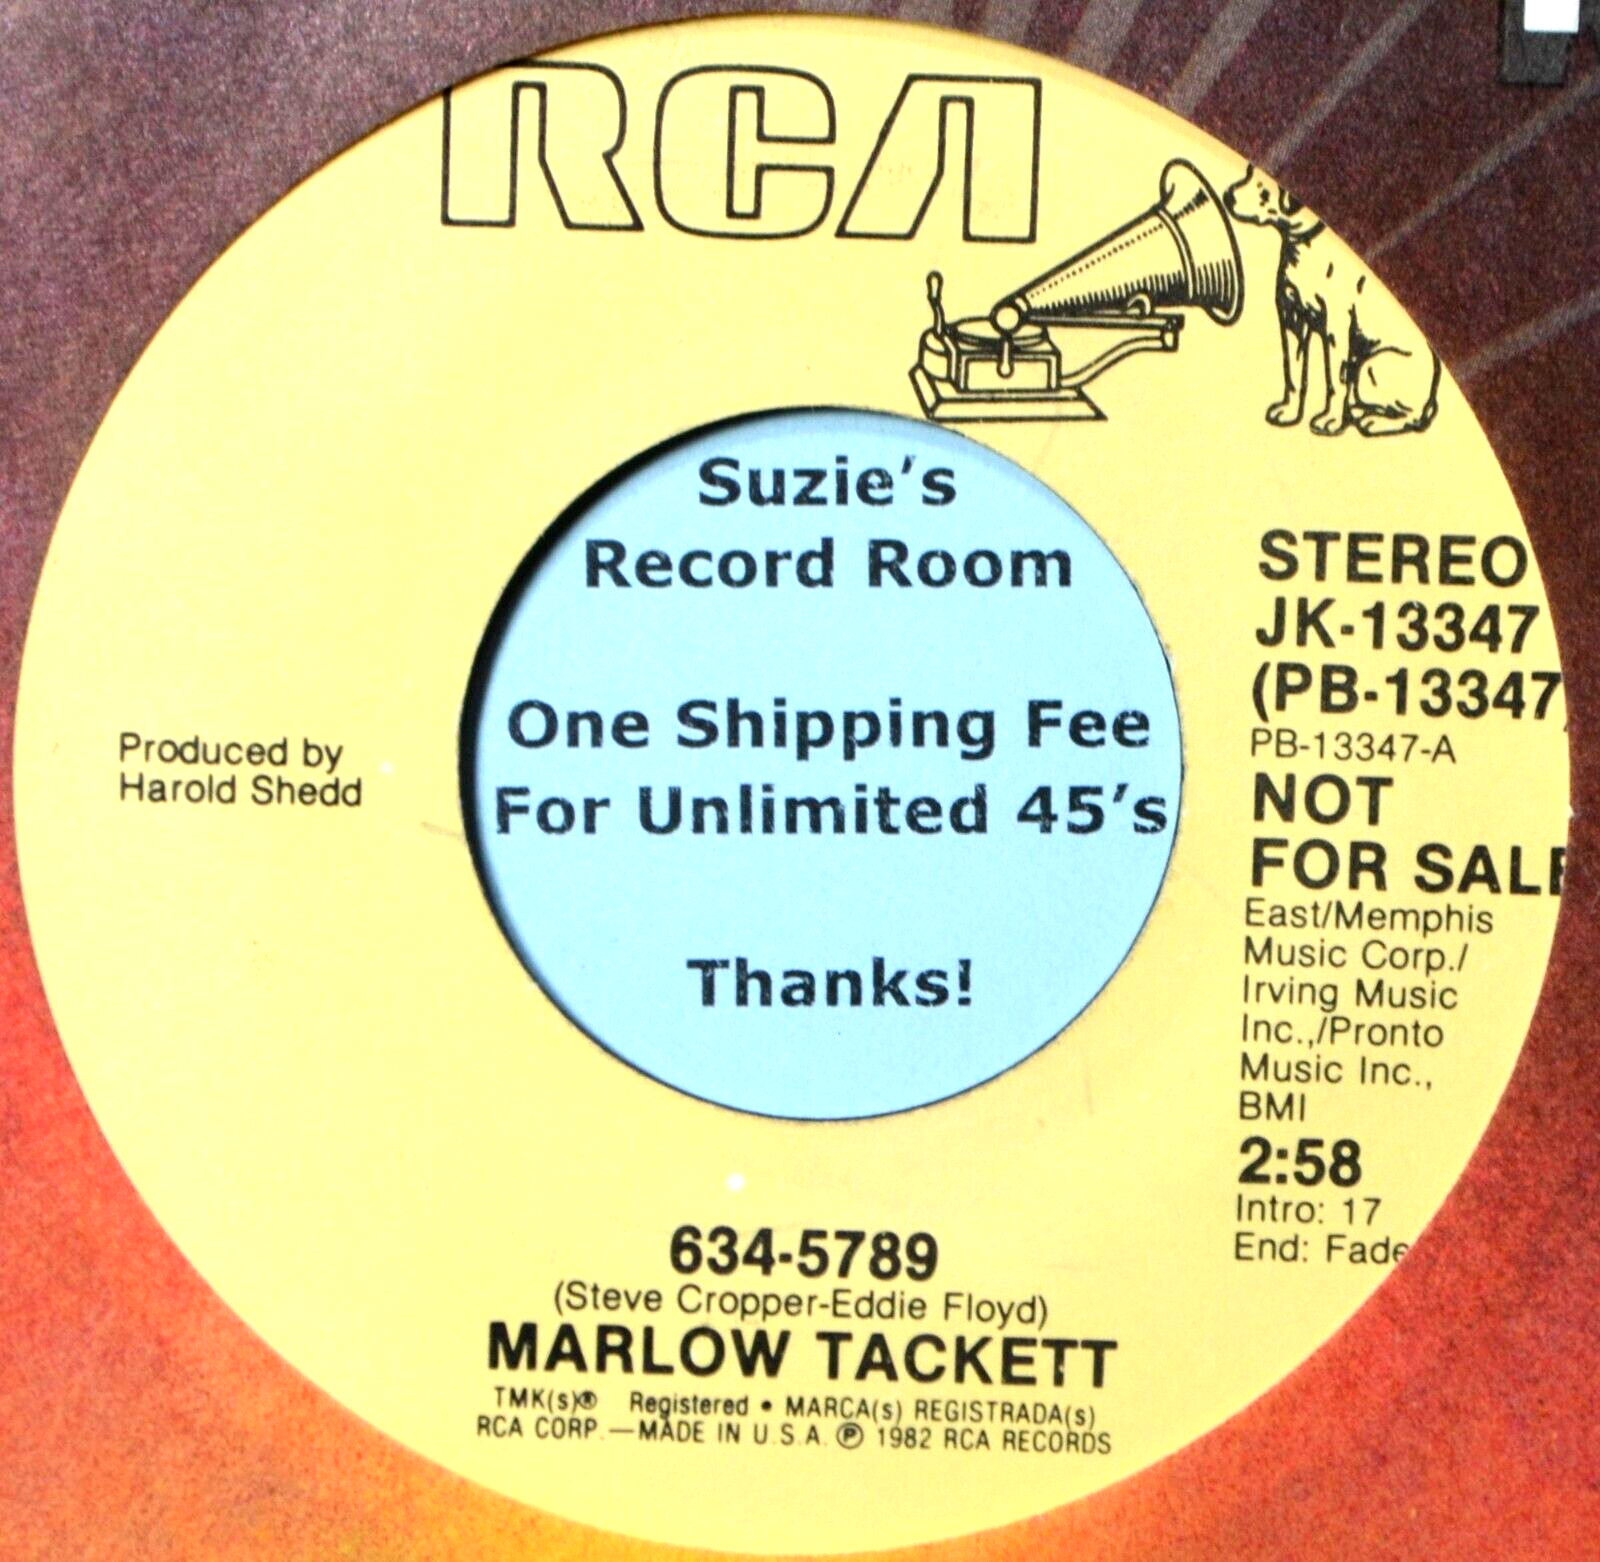 RCA
Suzie's
Record Room
One Shipping Fee
For Unlimited 45's
Thanks!
Produced by
Harold Shedd
STEREO
JK-13347
(PB-13347)
PB-13347-A
NOT
FOR SALE
East/Memphis
Music Corp./
Irving Music
Inc.,/Pronto
Music Inc.,
BMI
2:58
Intro: 17
End: Fade
634-5789
(Steve Cropper-Eddie Floyd)
MARLOW TACKETT
TMK(s)® Registered • MARCA(s) REGISTRADA(s)
RCA CORP.—MADE IN U.S.A. ℗ 1982 RCA RECORDS